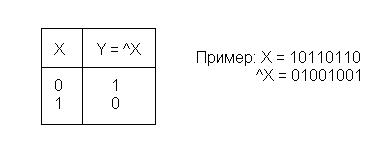 X Y = ^X
0 1
1 0
Пример: X = 10110110
^X = 01001001